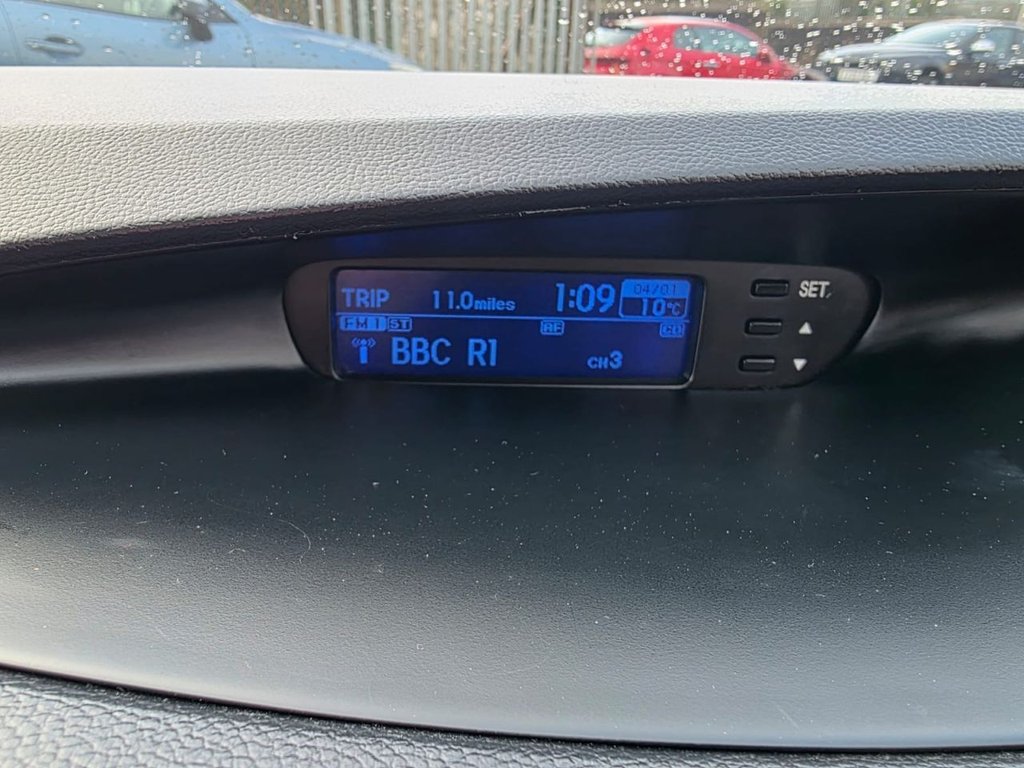 TRIP 11.0miles 1:09 04/01
10°C
FM1 ST AF CD
BBC R1 CH3
SET